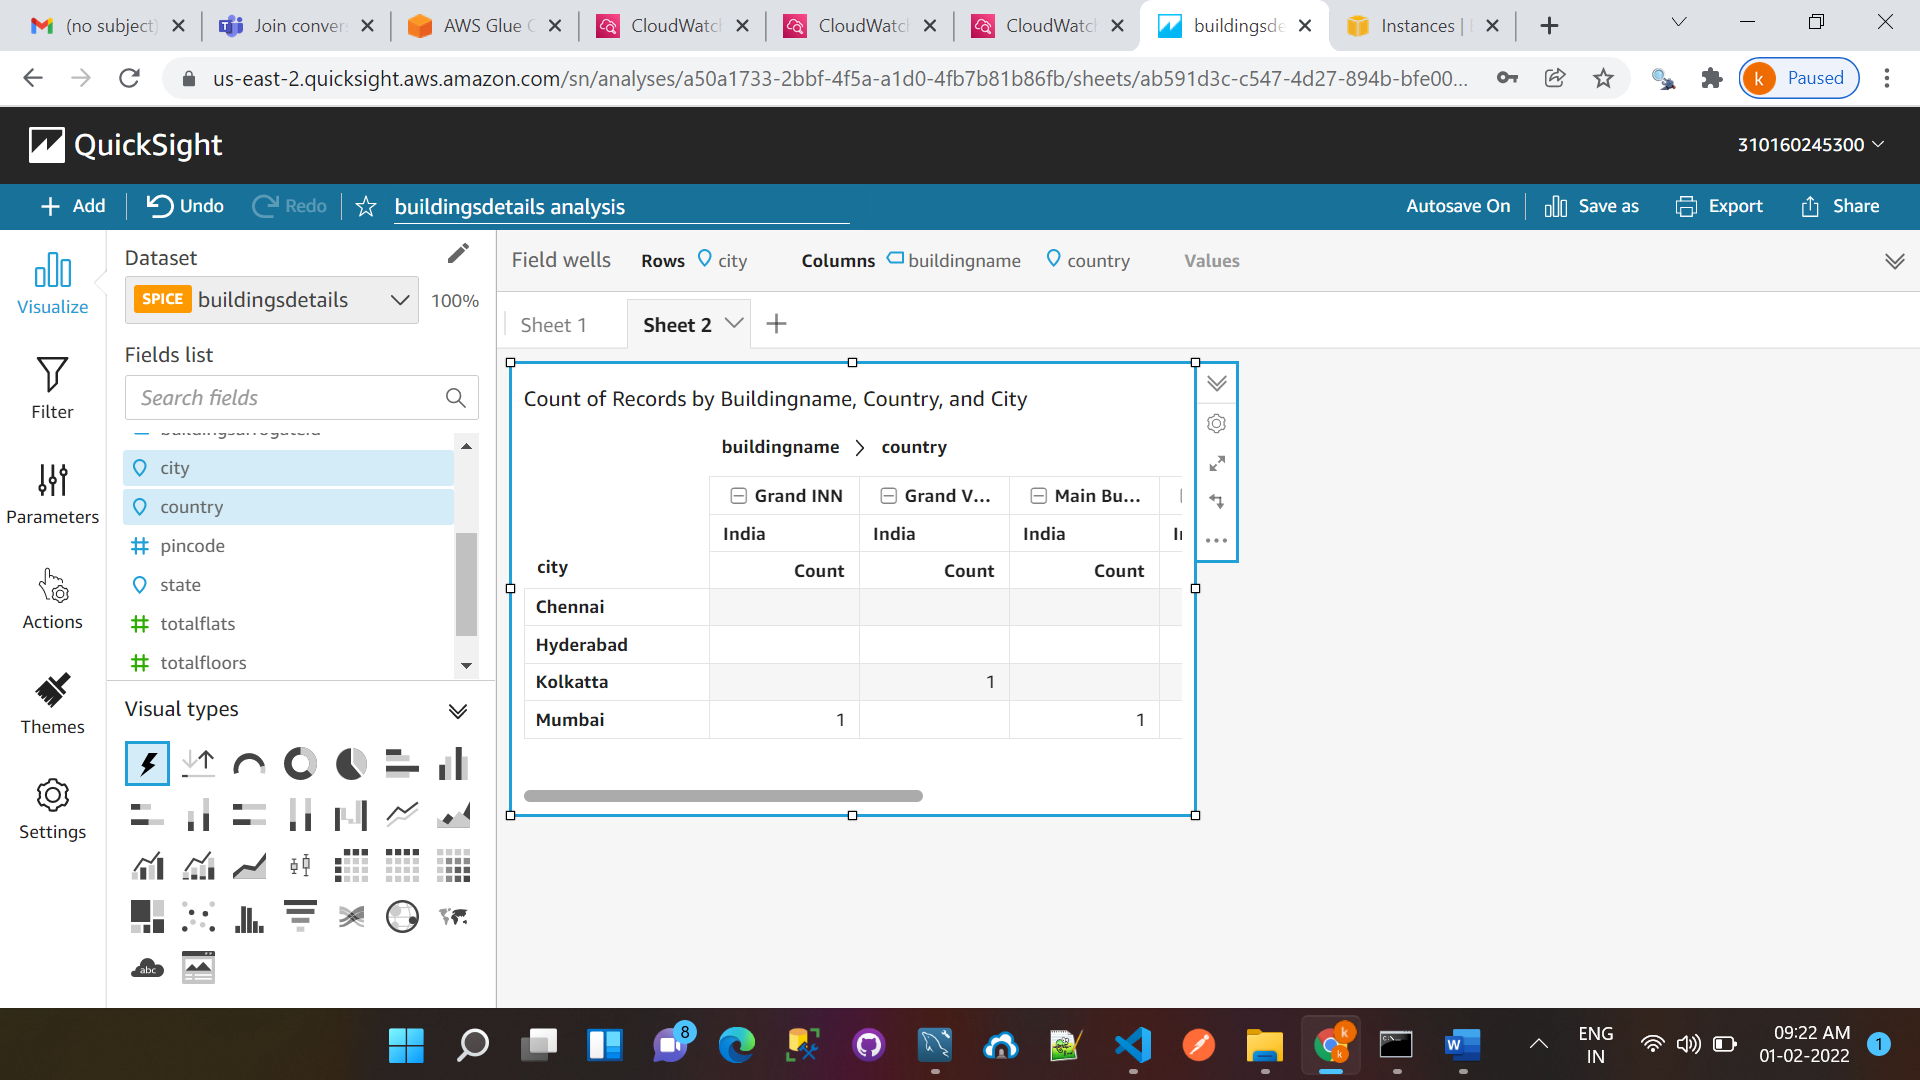 (no subject)
Join conver
AWS Glue
CloudWatc
CloudWatc
CloudWatc
buildingsde
Instances |
us-east-2.quicksight.aws.amazon.com/sn/analyses/a50a1733-2bbf-4f5a-a1d0-4fb7b81b86fb/sheets/ab591d3c-c547-4d27-894b-bfe00...
k Paused
QuickSight
310160245300
+ Add
Undo
Redo
buildingsdetails analysis
Autosave On
Save as
Export
Share
Visualize
Filter
Parameters
Actions
Themes
Settings
Dataset
SPICE buildingsdetails
100%
Fields list
Search fields
city
country
pincode
state
totalflats
totalfloors
Visual types
abc
Field wells Rows city Columns buildingname country Values
Sheet 1
Sheet 2
Count of Records by Buildingname, Country, and City
buildingname > country
Grand INN Grand V... Main Bu...
India India India
city Count Count Count
Chennai
Hyderabad
Kolkatta 1
Mumbai 1 1
8
k
k
W
ENG
IN
09:22 AM
01-02-2022
1